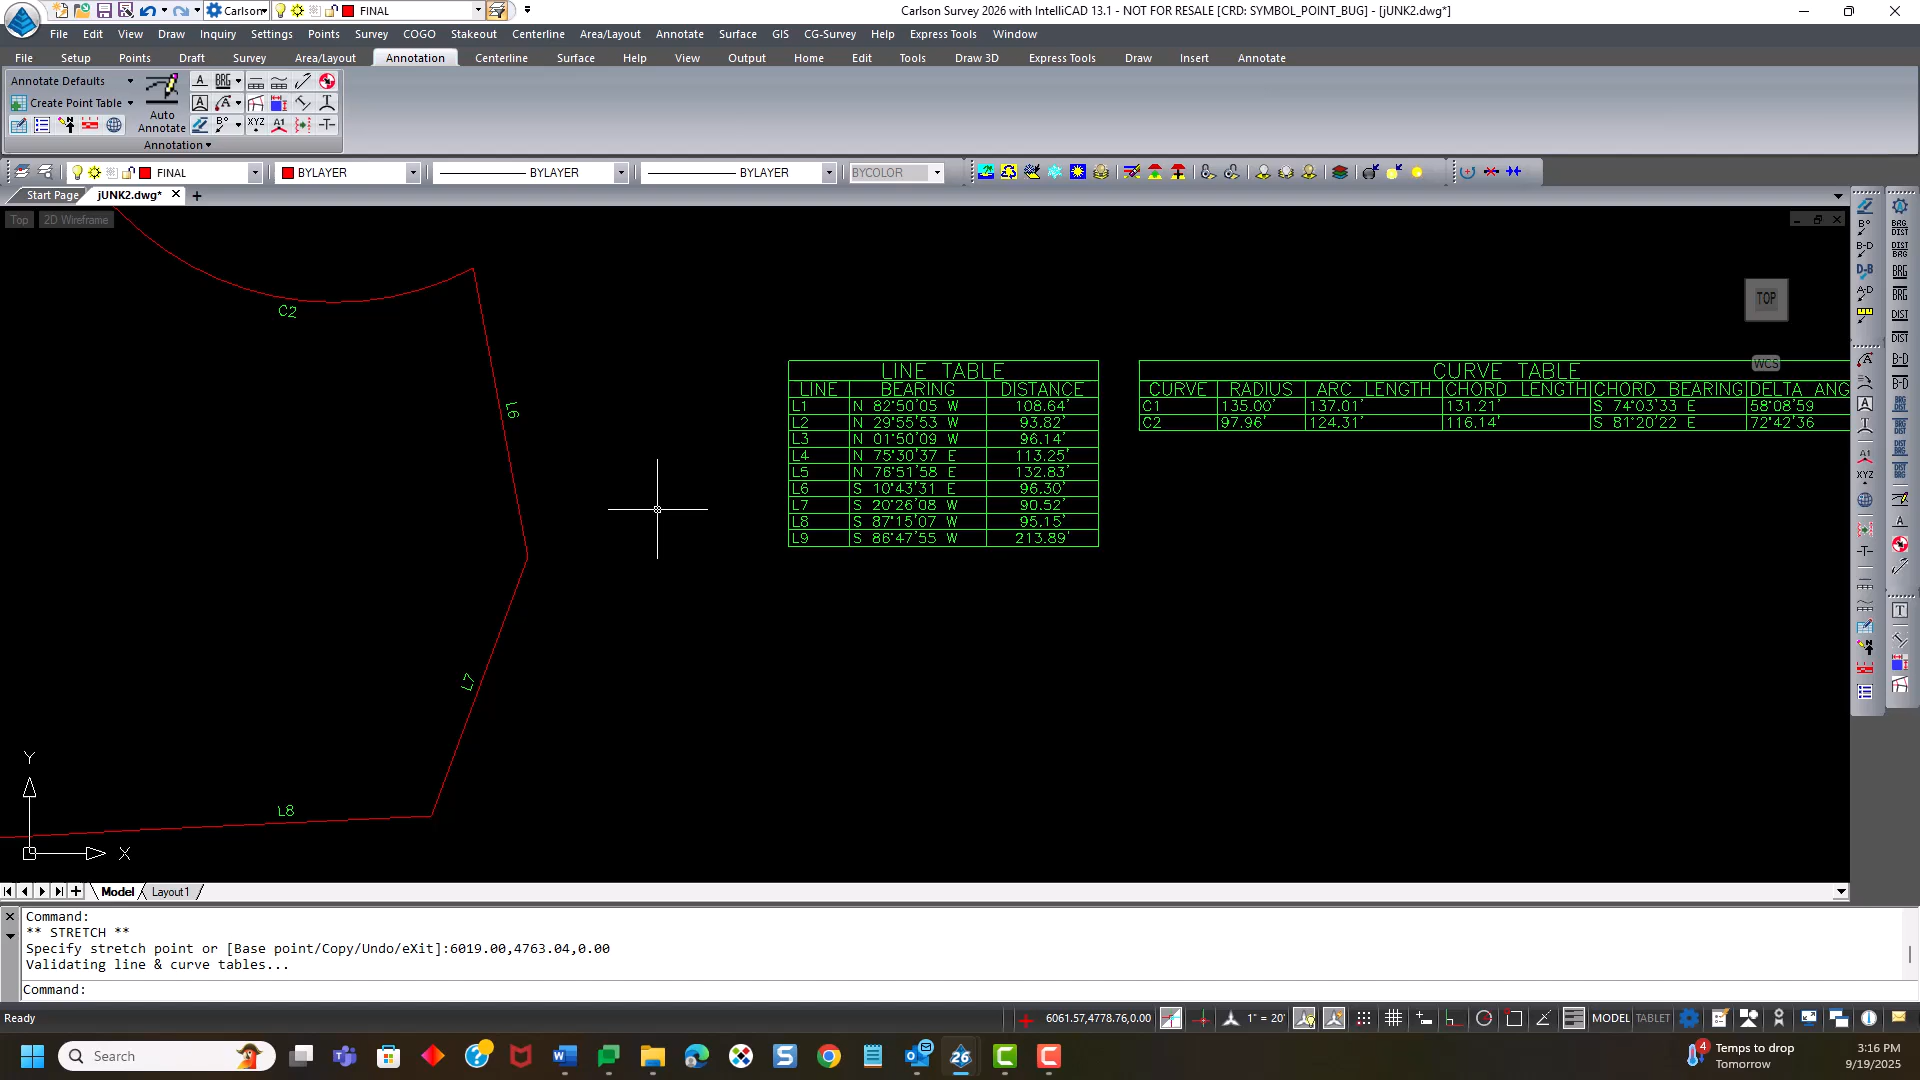 Carlson FINAL Carlson Survey 2026 with IntelliCAD 13.1 - NOT FOR RESALE [CRD: SYMBOL_POINT_BUG] - [jUNK2.dwg*]
File Edit View Draw Inquiry Settings Points Survey COGO Stakeout Centerline Area/Layout Annotate Surface GIS CG-Survey Help Express Tools Window
File Setup Points Draft Survey Area/Layout Annotation Centerline Surface Help View Output Home Edit Tools Draw 3D Express Tools Draw Insert Annotate
Annotate Defaults
Create Point Table
Auto
Annotate
Annotation
FINAL BYLAYER BYLAYER BYLAYER BYCOLOR
Start Page jUNK2.dwg*
Top 2D Wireframe
TOP
WCS
C2
L6
L7
L8
LINE TABLE
LINE BEARING DISTANCE
L1 N 82°50'05 W 108.64'
L2 N 29°55'53 W 93.82'
L3 N 01°50'09 W 96.14'
L4 N 75°30'37 E 113.25'
L5 N 76°51'58 E 132.83'
L6 S 10°43'31 E 96.30'
L7 S 20°26'08 W 90.52'
L8 S 87°15'07 W 95.15'
L9 S 86°47'55 W 213.89'
CURVE TABLE
CURVE RADIUS ARC LENGTH CHORD LENGTH CHORD BEARING DELTA ANG
C1 135.00' 137.01' 131.21' S 74°03'33 E 58°08'59
C2 97.96' 124.31' 116.14' S 81°20'22 E 72°42'36
Y
X
Model Layout1
Command:
** STRETCH **
Specify stretch point or [Base point/Copy/Undo/eXit]:6019.00,4763.04,0.00
Validating line & curve tables...
Command:
Ready 6061.57,4778.76,0.00 1" = 20' MODEL TABLET
Search
Temps to drop
Tomorrow
3:16 PM
9/19/2025